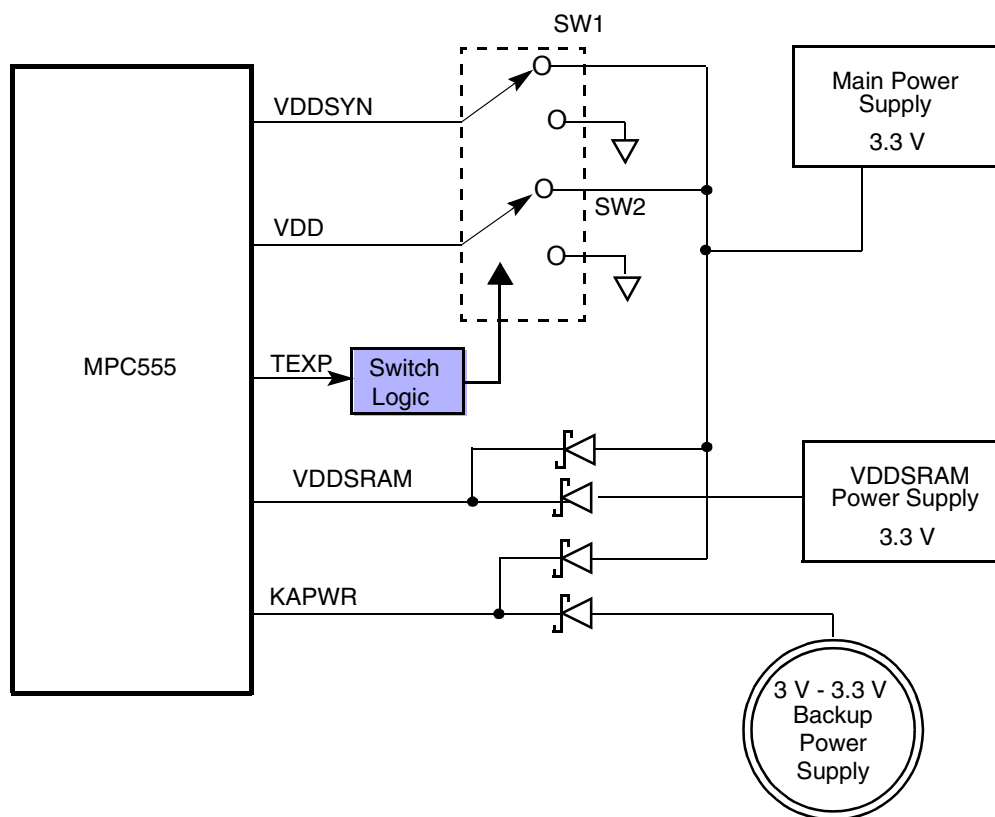 SW1
Main Power
Supply
3.3 V
VDDSYN
VDD
SW2
MPC555
TEXP
Switch
Logic
VDDSRAM
VDDSRAM
Power Supply
3.3 V
KAPWR
3 V - 3.3 V
Backup
Power
Supply